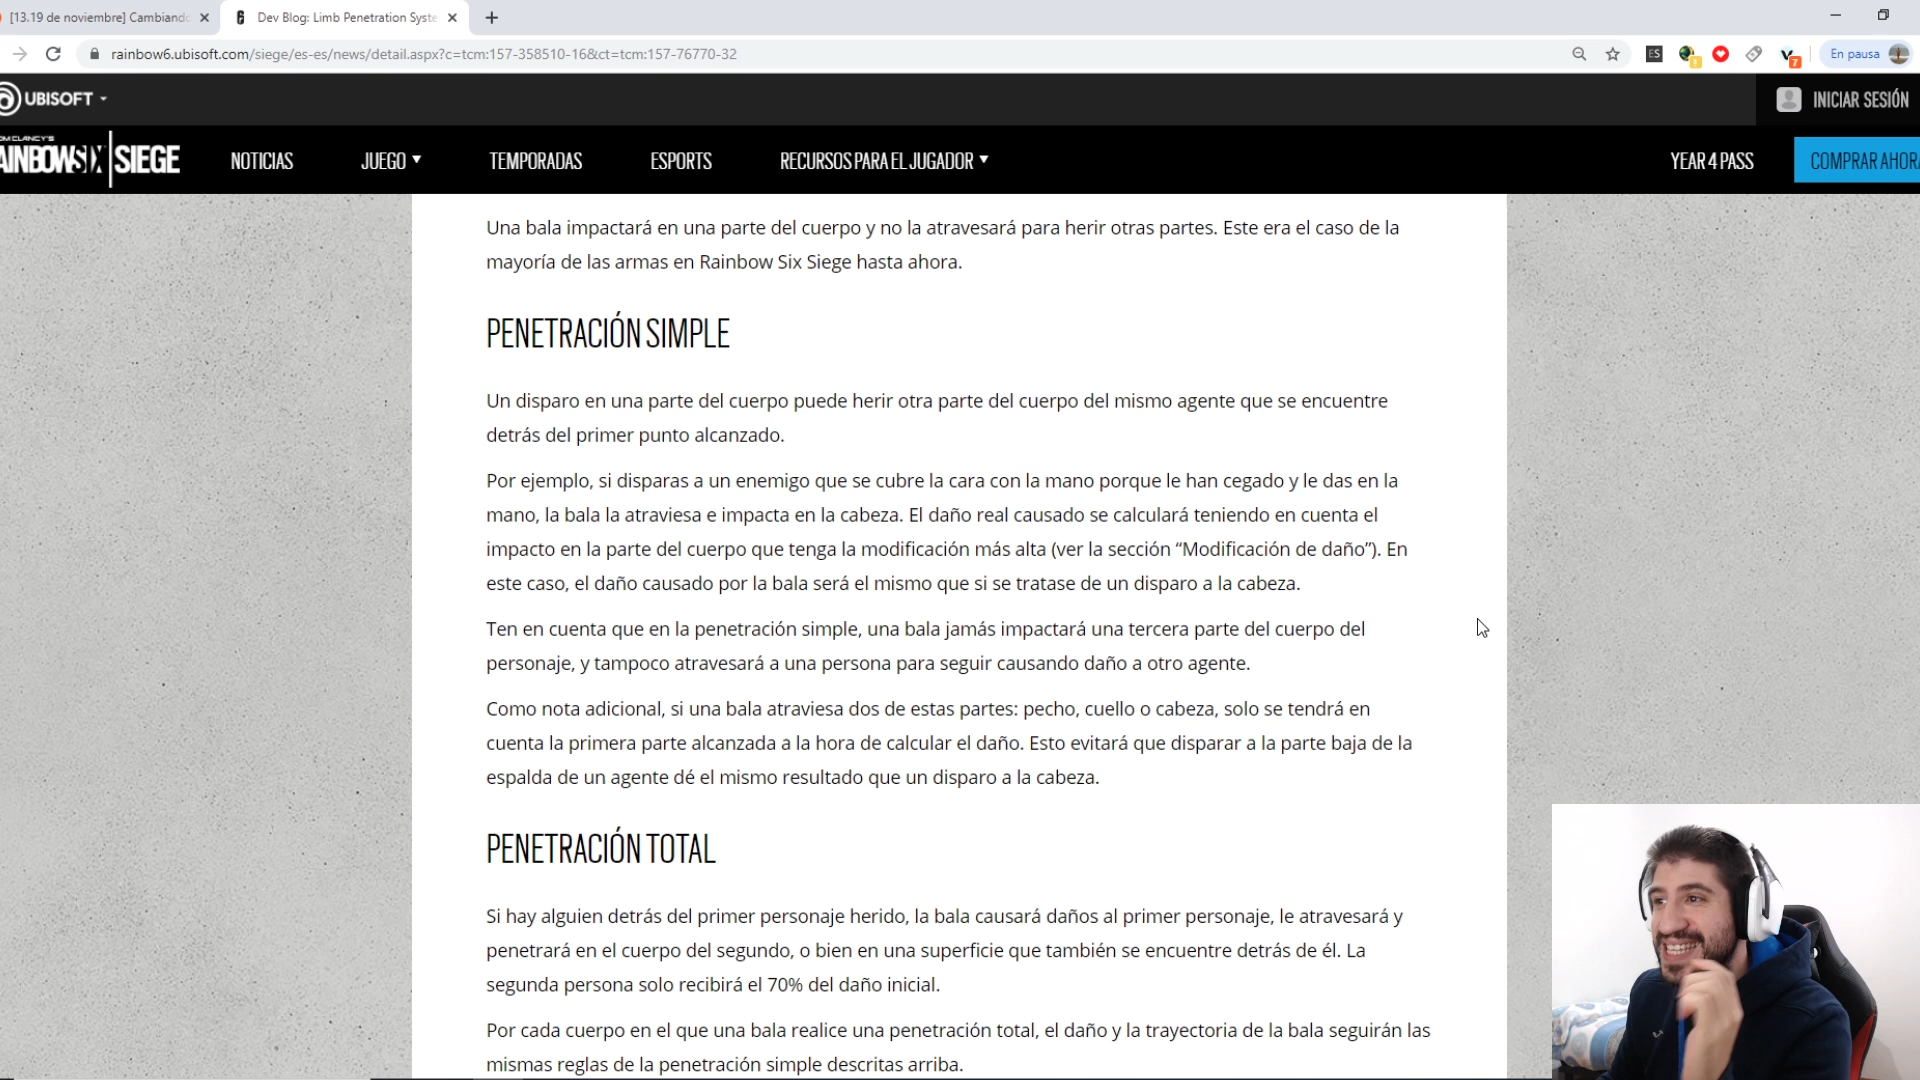 [13.19 de noviembre] Cambiando
Dev Blog: Limb Penetration Syste
rainbow6.ubisoft.com/siege/es-es/news/detail.aspx?c=tcm:157-358510-16&ct=tcm:157-76770-32
ES
7
En pausa
UBISOFT
INICIAR SESIÓN
OM CLANCY'S
AINBOWSIX SIEGE
NOTICIAS
JUEGO
TEMPORADAS
ESPORTS
RECURSOS PARA EL JUGADOR
YEAR 4 PASS
COMPRAR AHORA
Una bala impactará en una parte del cuerpo y no la atravesará para herir otras partes. Este era el caso de la
mayoría de las armas en Rainbow Six Siege hasta ahora.
PENETRACIÓN SIMPLE
Un disparo en una parte del cuerpo puede herir otra parte del cuerpo del mismo agente que se encuentre
detrás del primer punto alcanzado.
Por ejemplo, si disparas a un enemigo que se cubre la cara con la mano porque le han cegado y le das en la
mano, la bala la atraviesa e impacta en la cabeza. El daño real causado se calculará teniendo en cuenta el
impacto en la parte del cuerpo que tenga la modificación más alta (ver la sección “Modificación de daño”). En
este caso, el daño causado por la bala será el mismo que si se tratase de un disparo a la cabeza.
Ten en cuenta que en la penetración simple, una bala jamás impactará una tercera parte del cuerpo del
personaje, y tampoco atravesará a una persona para seguir causando daño a otro agente.
Como nota adicional, si una bala atraviesa dos de estas partes: pecho, cuello o cabeza, solo se tendrá en
cuenta la primera parte alcanzada a la hora de calcular el daño. Esto evitará que disparar a la parte baja de la
espalda de un agente dé el mismo resultado que un disparo a la cabeza.
PENETRACIÓN TOTAL
Si hay alguien detrás del primer personaje herido, la bala causará daños al primer personaje, le atravesará y
penetrará en el cuerpo del segundo, o bien en una superficie que también se encuentre detrás de él. La
segunda persona solo recibirá el 70% del daño inicial.
Por cada cuerpo en el que una bala realice una penetración total, el daño y la trayectoria de la bala seguirán las
mismas reglas de la penetración simple descritas arriba.